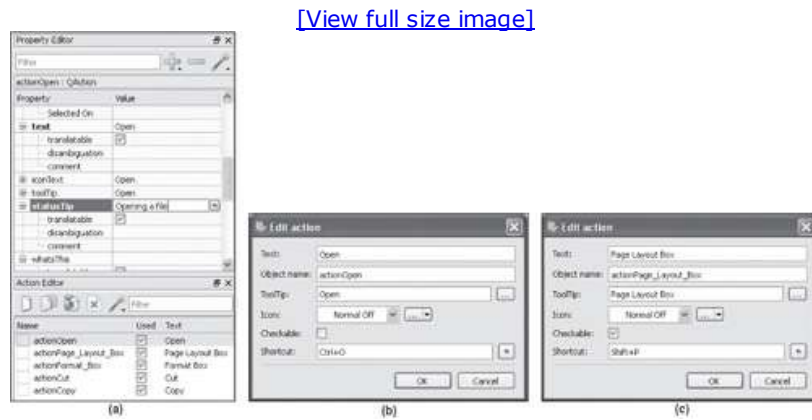 [View full size image]
Property Editor
Filter
actionOpen : QAction
Property Value
Selected On
text Open
translatable
disambiguation
comment
iconText Open
toolTip Open
statusTip Opening a file
translatable
disambiguation
comment
whatsThis
Action Editor
Filter
Name Used Text
actionOpen Open
actionPage_Layout_Box Page Layout Box
actionFormat_Box Format Box
actionCut Cut
actionCopy Copy
(a)
Edit action
Text: Open
Object name: actionOpen
ToolTip: Open
Icon: Normal Off ...
Checkable:
Shortcut: Ctrl+O
OK Cancel
(b)
Edit action
Text: Page Layout Box
Object name: actionPage_Layout_Box
ToolTip: Page Layout Box
Icon: Normal Off ...
Checkable:
Shortcut: Shift+P
OK Cancel
(c)